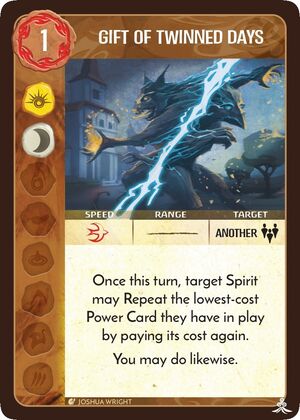 1
GIFT OF TWINNED DAYS
SPEED
RANGE
TARGET
ANOTHER
Once this turn, target Spirit
may Repeat the lowest-cost
Power Card they have in play
by paying its cost again.
You may do likewise.
JOSHUA WRIGHT